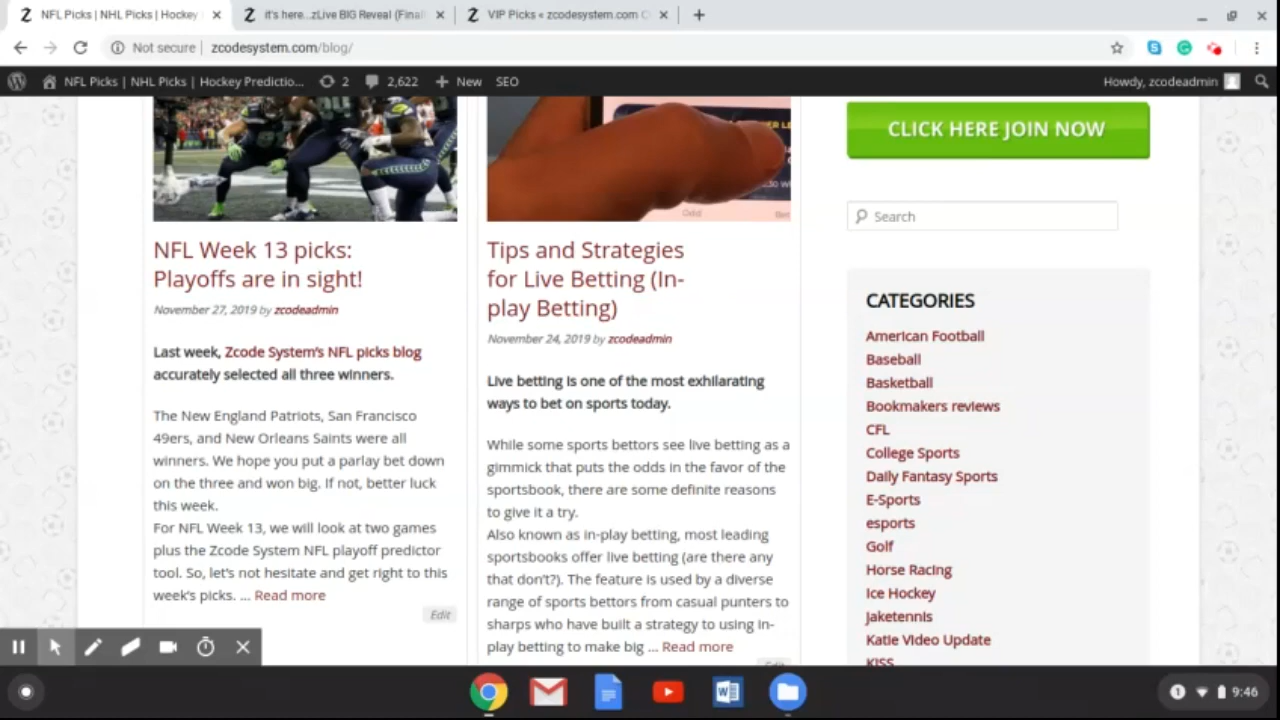 NFL Picks | NHL Picks | Hockey
it's here...zLive BIG Reveal (Final
VIP Picks « zcodesystem.com
Not secure
zcodesystem.com/blog/
NFL Picks | NHL Picks | Hockey Predictio...
2
2,622
New
SEO
Howdy, zcodeadmin
CLICK HERE JOIN NOW
Search
NFL Week 13 picks:
Playoffs are in sight!
November 27, 2019 by zcodeadmin
Last week, Zcode System's NFL picks blog
accurately selected all three winners.
The New England Patriots, San Francisco
49ers, and New Orleans Saints were all
winners. We hope you put a parlay bet down
on the three and won big. If not, better luck
this week.
For NFL Week 13, we will look at two games
plus the Zcode System NFL playoff predictor
tool. So, let's not hesitate and get right to this
week's picks. ... Read more
Edit
Tips and Strategies
for Live Betting (In-
play Betting)
November 24, 2019 by zcodeadmin
Live betting is one of the most exhilarating
ways to bet on sports today.
While some sports bettors see live betting as a
gimmick that puts the odds in the favor of the
sportsbook, there are some definite reasons
to give it a try.
Also known as in-play betting, most leading
sportsbooks offer live betting (are there any
that don't?). The feature is used by a diverse
range of sports bettors from casual punters to
sharps who have built a strategy to using in-
play betting to make big ... Read more
Edit
CATEGORIES
American Football
Baseball
Basketball
Bookmakers reviews
CFL
College Sports
Daily Fantasy Sports
E-Sports
esports
Golf
Horse Racing
Ice Hockey
Jaketennis
Katie Video Update
KISS
1
9:46